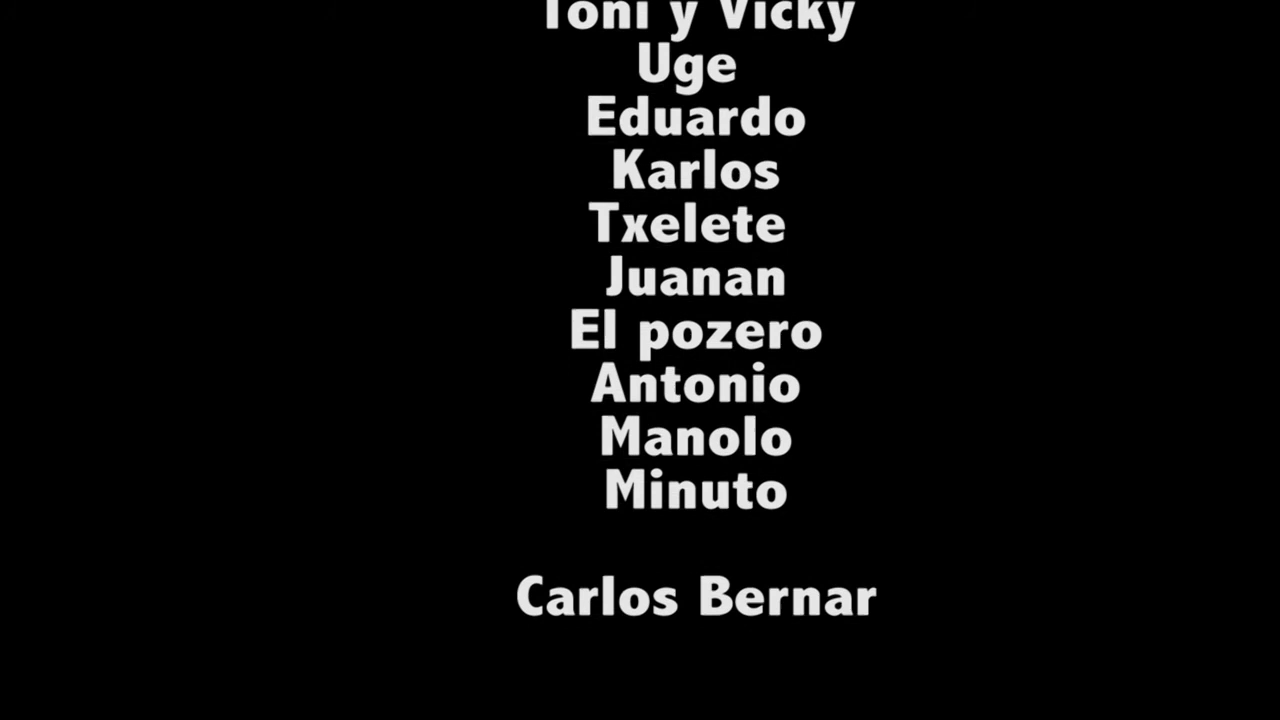 Toni y Vicky
Uge
Eduardo
Karlos
Txelete
Juanan
El pozero
Antonio
Manolo
Minuto
Carlos Bernar